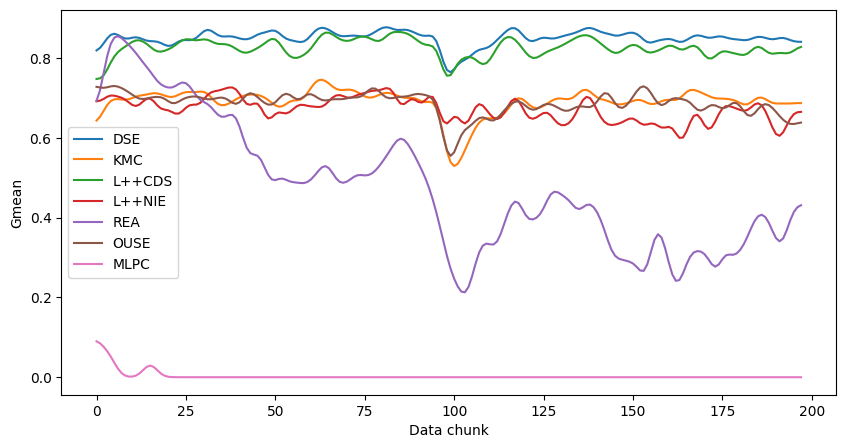 0.8
0.6
0.4
0.2
0.0
Gmean
DSE
KMC
L++CDS
L++NIE
REA
OUSE
MLPC
0 25 50 75 100 125 150 175 200
Data chunk